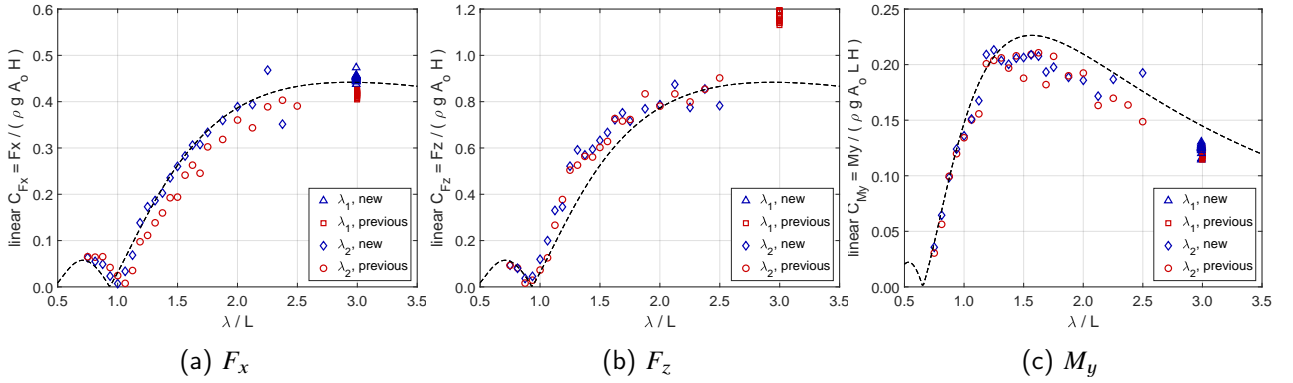 linear C_Fx = Fx / ( ρ g A_o H )
0.6
0.5
0.4
0.3
0.2
0.1
0.0
0.5 1.0 1.5 2.0 2.5 3.0 3.5
λ / L
λ_1, new
λ_1, previous
λ_2, new
λ_2, previous
(a) F_x
linear C_Fz = Fz / ( ρ g A_o H )
1.2
1.0
0.8
0.6
0.4
0.2
0.0
0.5 1.0 1.5 2.0 2.5 3.0 3.5
λ / L
λ_1, new
λ_1, previous
λ_2, new
λ_2, previous
(b) F_z
linear C_My = My / ( ρ g A_o L H )
0.25
0.20
0.15
0.10
0.05
0.00
0.5 1.0 1.5 2.0 2.5 3.0 3.5
λ / L
λ_1, new
λ_1, previous
λ_2, new
λ_2, previous
(c) M_y